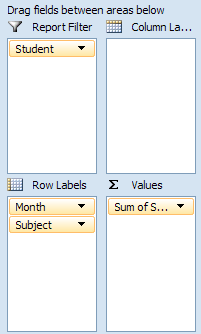 Drag fields between areas below
Report Filter
Column La...
Student
Row Labels
Σ Values
Month
Sum of S...
Subject